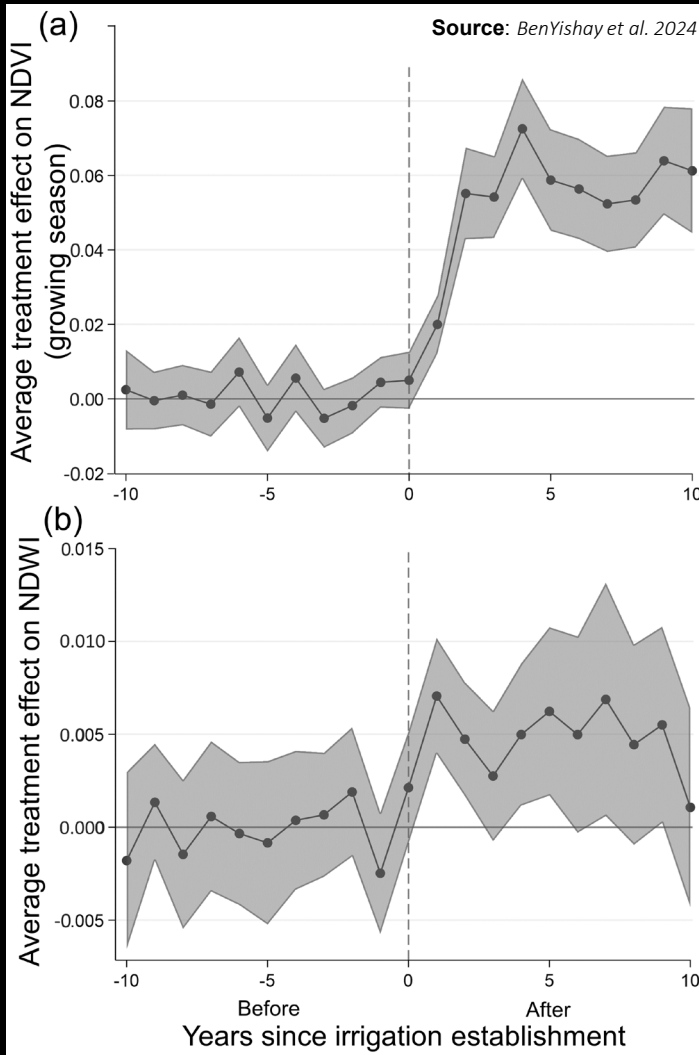 (a)
Source: BenYishay et al. 2024
Average treatment effect on NDVI
(growing season)
0.08
0.06
0.04
0.02
0.00
-0.02
-10
-5
0
5
10
(b)
Average treatment effect on NDWI
0.015
0.010
0.005
0.000
-0.005
-10
-5
0
5
10
Before
After
Years since irrigation establishment